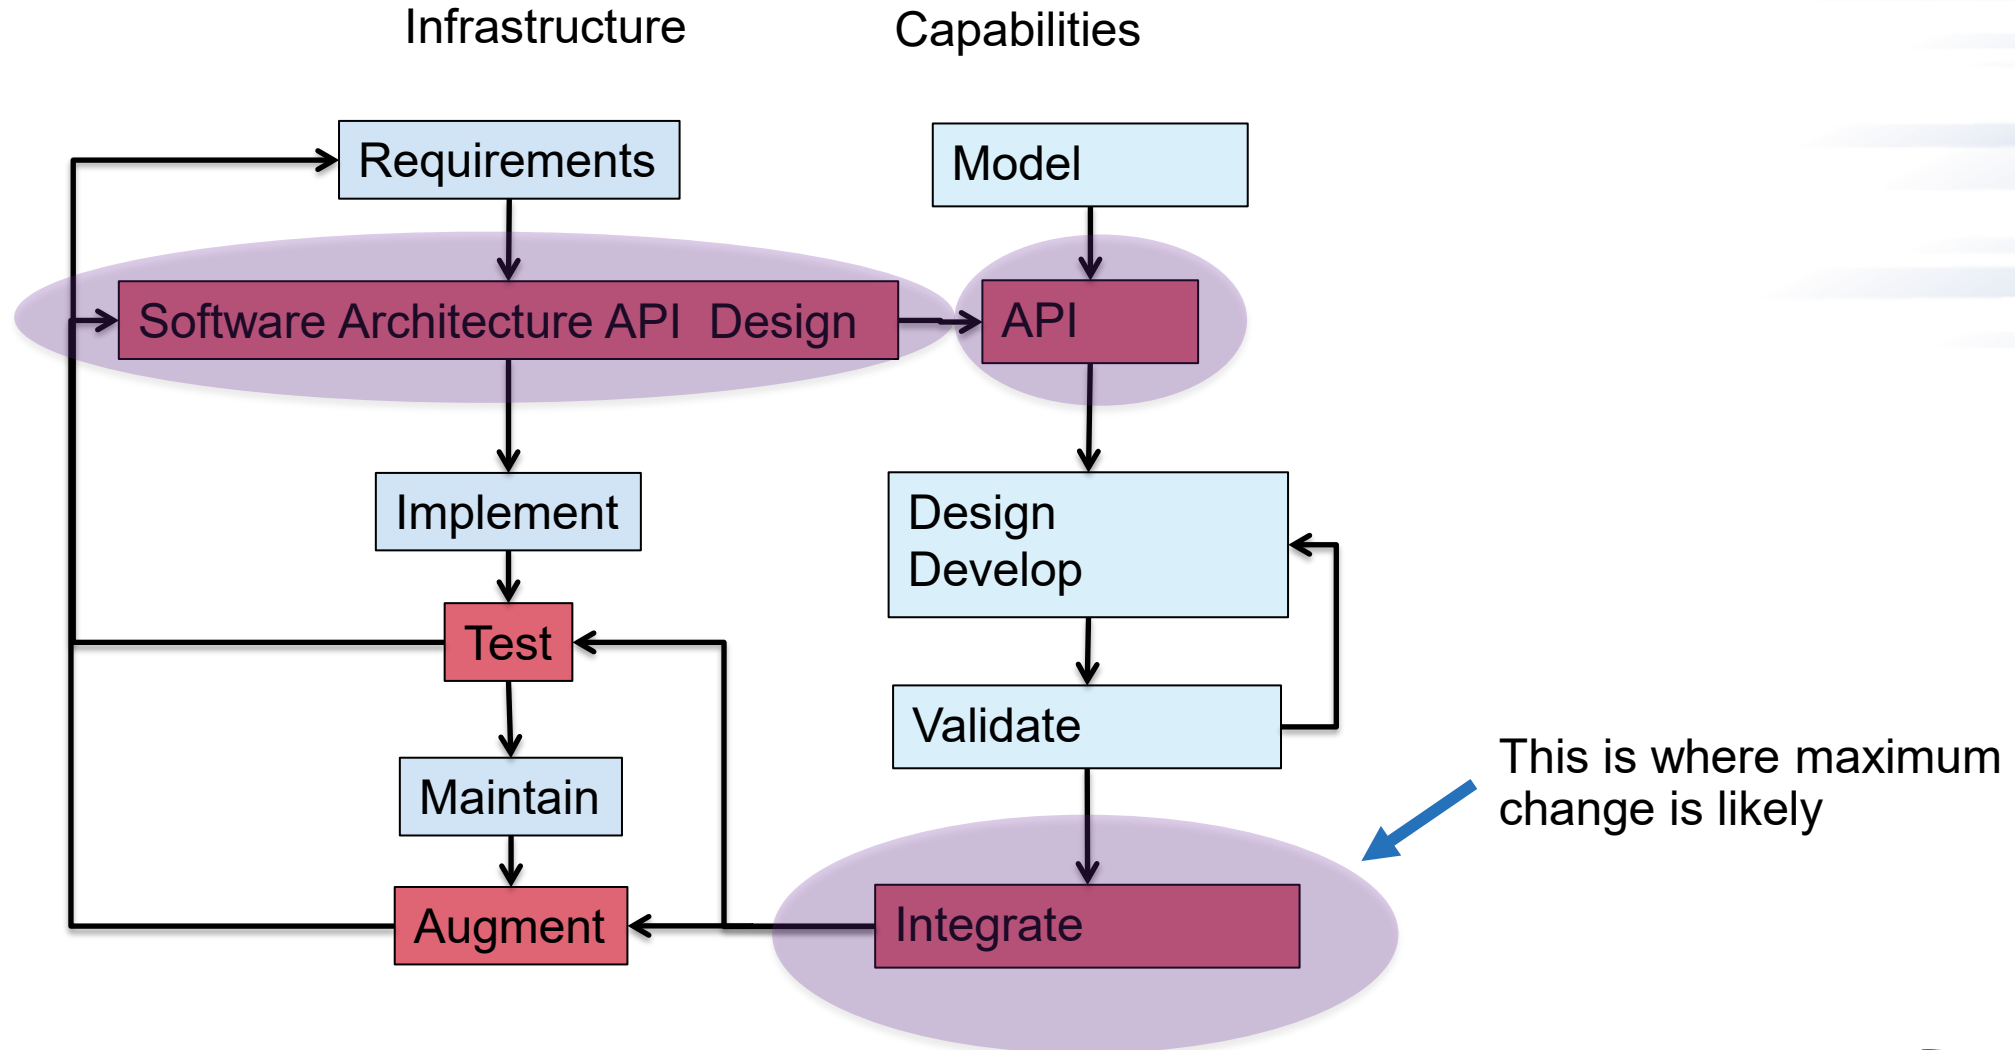 Infrastructure
Capabilities
Requirements
Model
Software Architecture API  Design
API
Implement
Design
Develop
Test
Validate
Maintain
This is where maximum
change is likely
Augment
Integrate